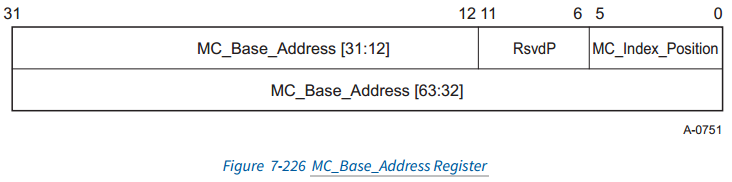 31 12 11 6 5 0
MC_Base_Address [31:12] RsvdP MC_Index_Position
MC_Base_Address [63:32]
A-0751
Figure 7-226 MC_Base_Address Register